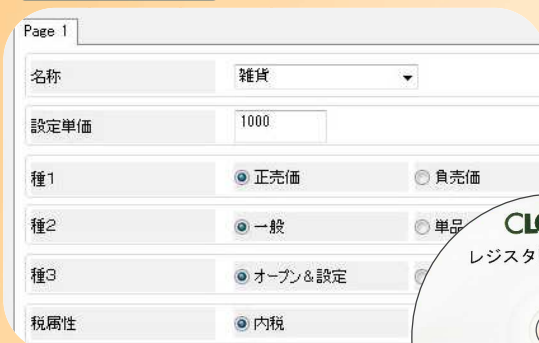 Page 1
名称 雑貨
設定単価 1000
種1 正売価 負売価
種2 一般 単品
種3 オープン&設定
税属性 内税
レジスタ